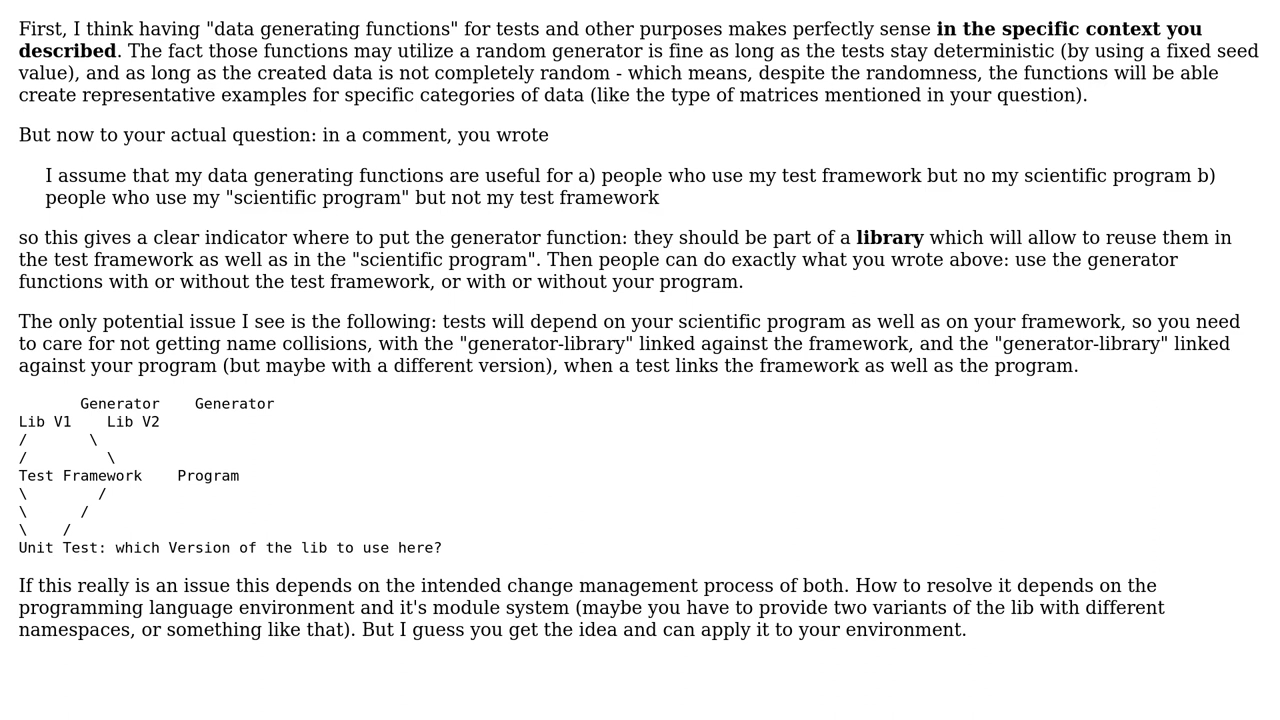 First, I think having "data generating functions" for tests and other purposes makes perfectly sense in the specific context you
described. The fact those functions may utilize a random generator is fine as long as the tests stay deterministic (by using a fixed seed
value), and as long as the created data is not completely random - which means, despite the randomness, the functions will be able
create representative examples for specific categories of data (like the type of matrices mentioned in your question).
But now to your actual question: in a comment, you wrote
I assume that my data generating functions are useful for a) people who use my test framework but no my scientific program b)
people who use my "scientific program" but not my test framework
so this gives a clear indicator where to put the generator function: they should be part of a library which will allow to reuse them in
the test framework as well as in the "scientific program". Then people can do exactly what you wrote above: use the generator
functions with or without the test framework, or with or without your program.
The only potential issue I see is the following: tests will depend on your scientific program as well as on your framework, so you need
to care for not getting name collisions, with the "generator-library" linked against the framework, and the "generator-library" linked
against your program (but maybe with a different version), when a test links the framework as well as the program.
       Generator    Generator
Lib V1    Lib V2
/       \
/         \
Test Framework    Program
\        /
\      /
\    /
Unit Test: which Version of the lib to use here?
If this really is an issue this depends on the intended change management process of both. How to resolve it depends on the
programming language environment and it's module system (maybe you have to provide two variants of the lib with different
namespaces, or something like that). But I guess you get the idea and can apply it to your environment.